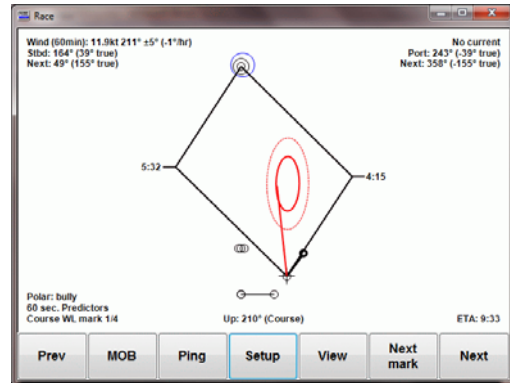 Race
Wind (60min): 11.9kt 211° ±5° (-1°/hr)
Stbd: 164° (39° true)
Next: 49° (155° true)
No current
Port: 243° (-39° true)
Next: 358° (-155° true)
5:32
4:15
Polar: bully
60 sec. Predictors
Course WL mark 1/4
Up: 210° (Course)
ETA: 9:33
Prev
MOB
Ping
Setup
View
Next
mark
Next